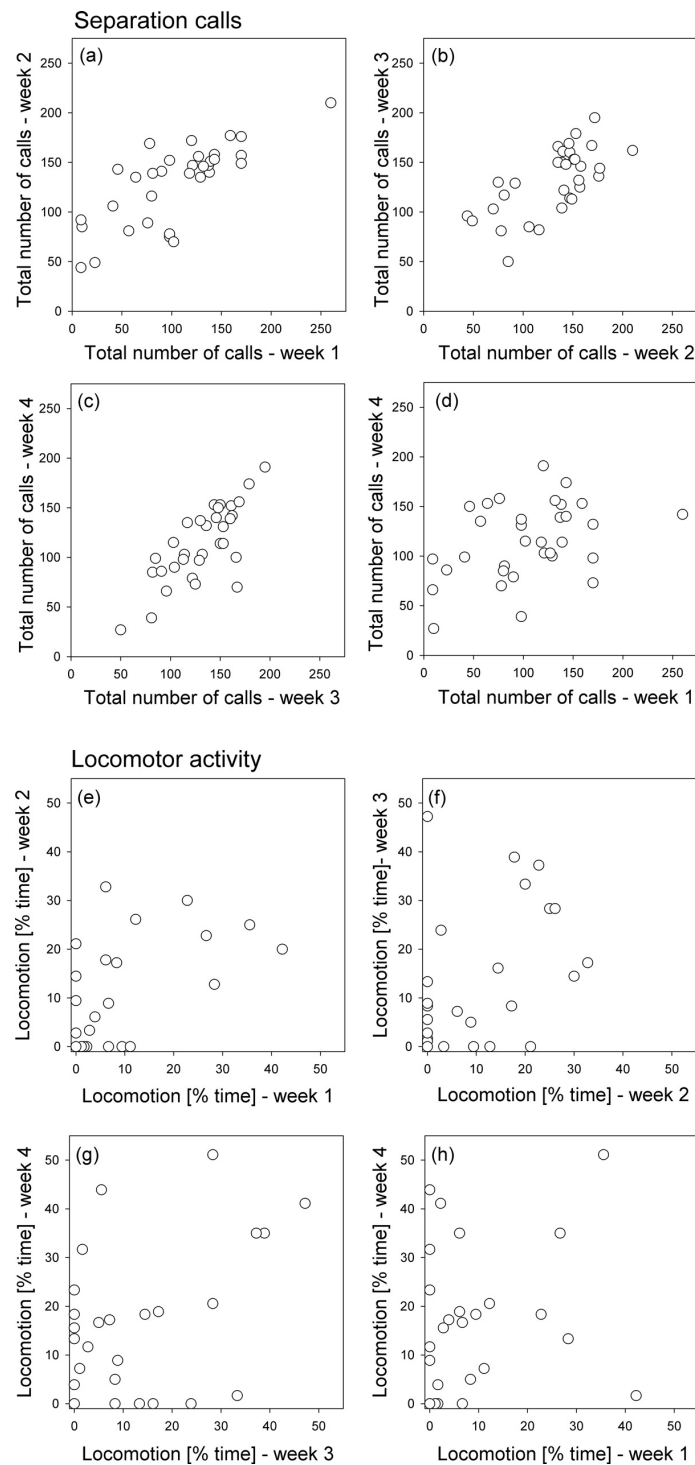 Separation calls
(a)
(b)
Total number of calls - week 2
Total number of calls - week 3
250
200
150
100
50
0
250
200
150
100
50
0
0 50 100 150 200 250
0 50 100 150 200 250
Total number of calls - week 1
Total number of calls - week 2
(c)
(d)
Total number of calls - week 4
Total number of calls - week 4
250
200
150
100
50
0
250
200
150
100
50
0
0 50 100 150 200 250
0 50 100 150 200 250
Total number of calls - week 3
Total number of calls - week 1
Locomotor activity
(e)
(f)
Locomotion [% time] - week 2
Locomotion [% time]- week 3
50
40
30
20
10
0
50
40
30
20
10
0
0 10 20 30 40 50
0 10 20 30 40 50
Locomotion [% time] - week 1
Locomotion [% time] - week 2
(g)
(h)
Locomotion [% time] - week 4
Locomotion [% time] - week 4
50
40
30
20
10
0
50
40
30
20
10
0
0 10 20 30 40 50
0 10 20 30 40 50
Locomotion [% time] - week 3
Locomotion [% time] - week 1